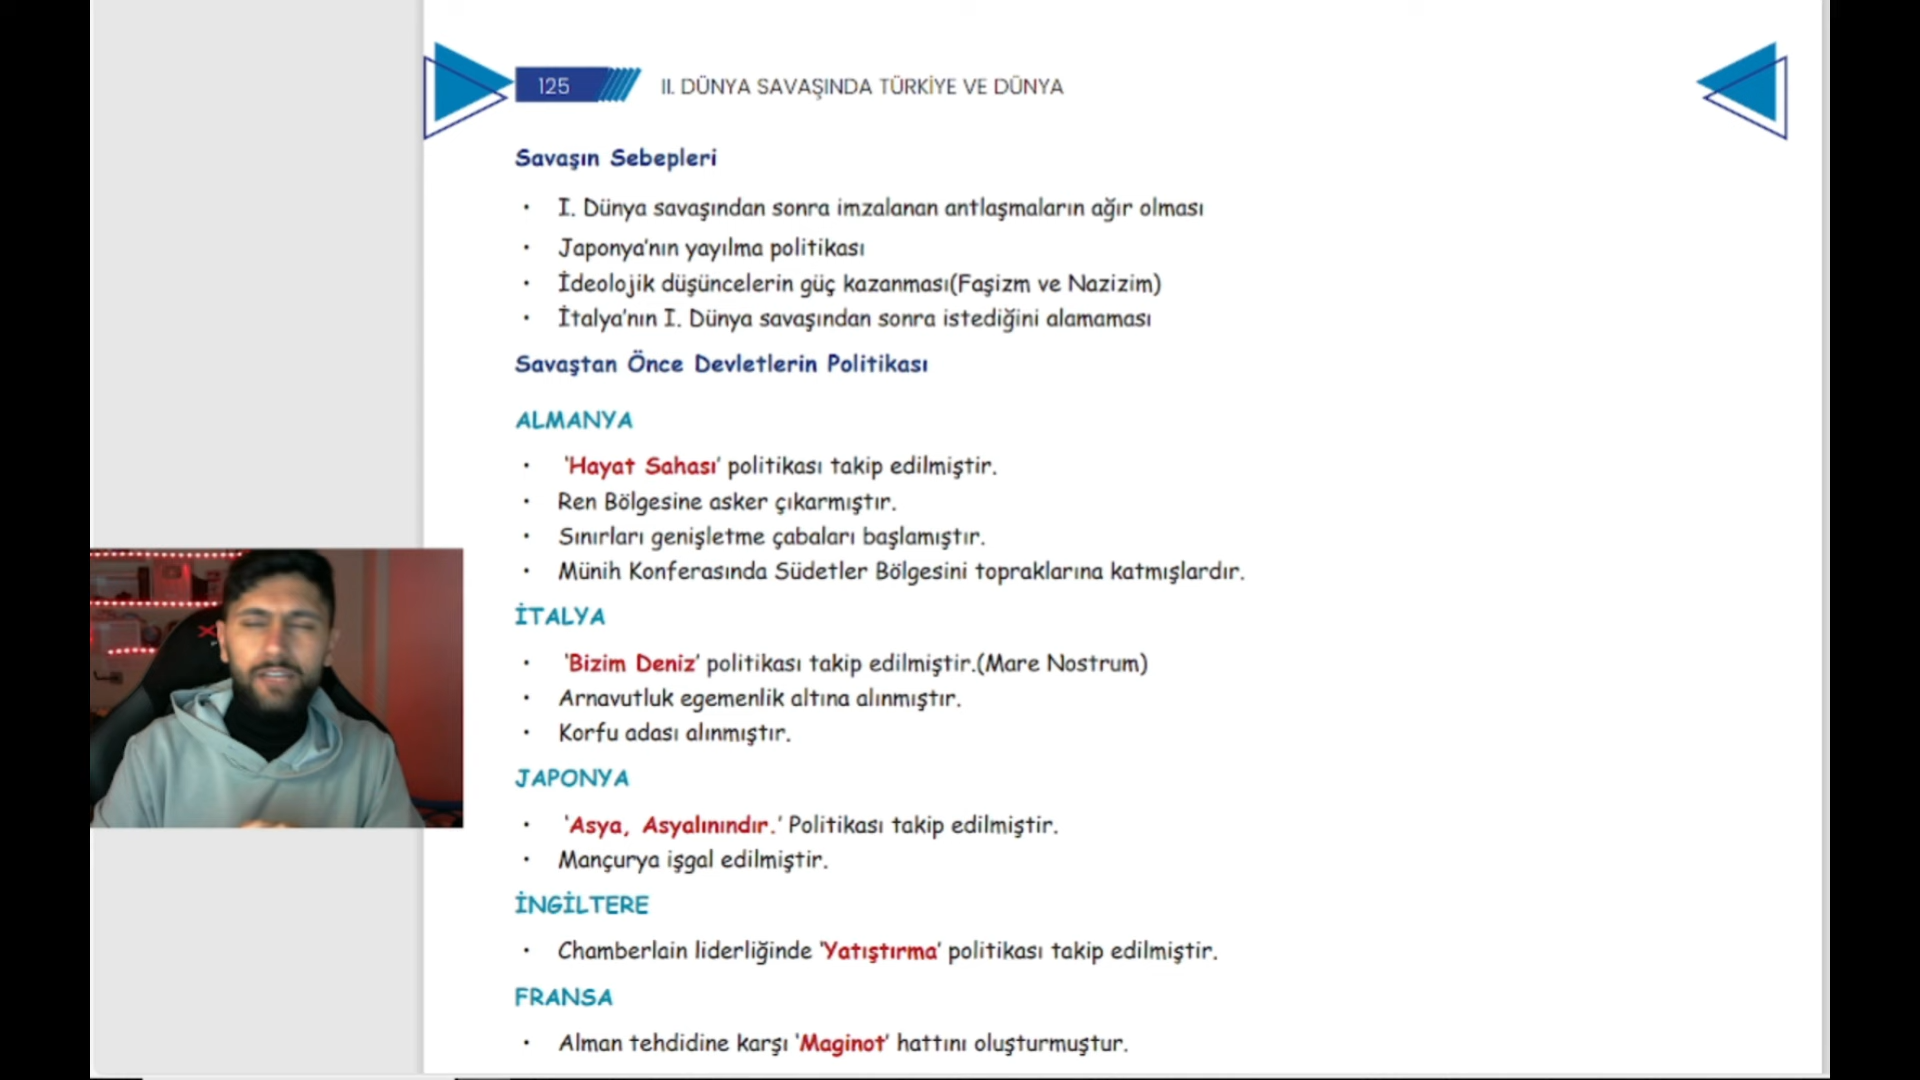 125
II. DÜNYA SAVAŞINDA TÜRKİYE VE DÜNYA
Savaşın Sebepleri
• I. Dünya savaşından sonra imzalanan antlaşmaların ağır olması
• Japonya'nın yayılma politikası
• İdeolojik düşüncelerin güç kazanması(Faşizm ve Nazizim)
• İtalya'nın I. Dünya savaşından sonra istediğini alamaması
Savaştan Önce Devletlerin Politikası
ALMANYA
• 'Hayat Sahası' politikası takip edilmiştir.
• Ren Bölgesine asker çıkarmıştır.
• Sınırları genişletme çabaları başlamıştır.
• Münih Konferasında Südetler Bölgesini topraklarına katmışlardır.
İTALYA
• 'Bizim Deniz' politikası takip edilmiştir.(Mare Nostrum)
• Arnavutluk egemenlik altına alınmıştır.
• Korfu adası alınmıştır.
JAPONYA
• 'Asya, Asyalınındır.' Politikası takip edilmiştir.
• Mançurya işgal edilmiştir.
İNGİLTERE
• Chamberlain liderliğinde 'Yatıştırma' politikası takip edilmiştir.
FRANSA
• Alman tehdidine karşı 'Maginot' hattını oluşturmuştur.